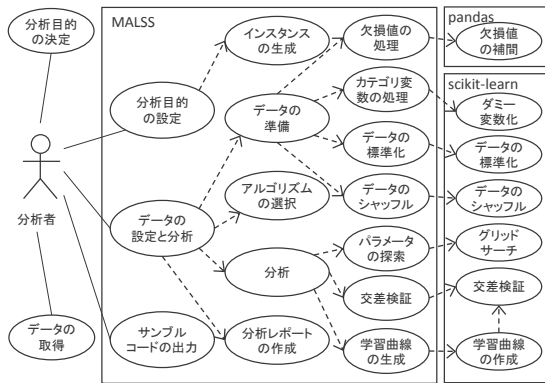 分析目的
の決定
分析者
データの
取得
MALSS
分析目的
の設定
データの
設定と分析
サンプル
コードの出力
インスタンス
の生成
データの
準備
アルゴリズム
の選択
分析
分析レポート
の作成
欠損値の
処理
カテゴリ変
数の処理
データの
標準化
データの
シャッフル
パラメータ
の探索
交差検証
学習曲線
の生成
pandas
欠損値
の補間
scikit-learn
ダミー
変数化
データの
標準化
データの
シャッフル
グリッド
サーチ
交差検証
学習曲線
の作成